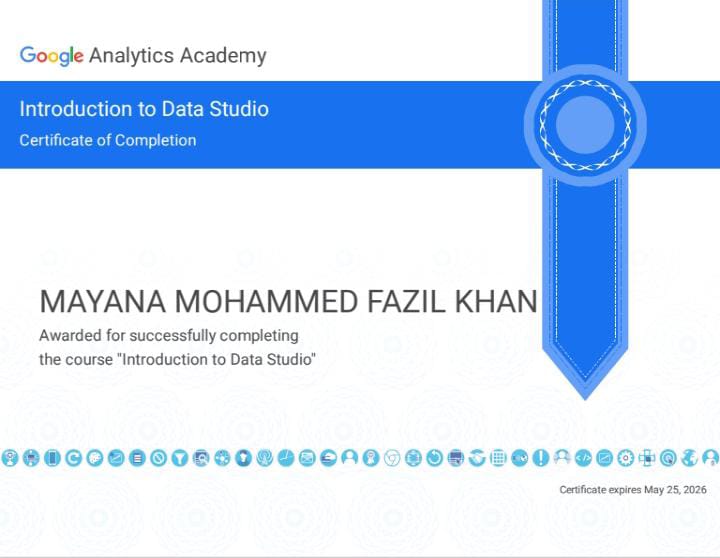 Google Analytics Academy
Introduction to Data Studio
Certificate of Completion
MAYANA MOHAMMED FAZIL KHAN
Awarded for successfully completing
the course "Introduction to Data Studio"
Certificate expires May 25, 2026